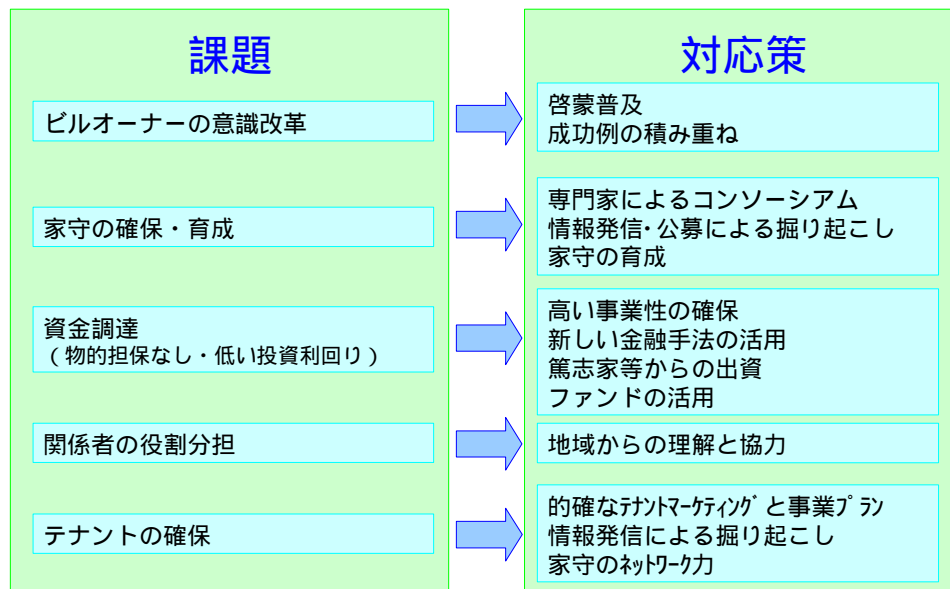 課題
対応策
ビルオーナーの意識改革
啓蒙普及
成功例の積み重ね
家守の確保・育成
専門家によるコンソーシアム
情報発信・公募による掘り起こし
家守の育成
資金調達
（物的担保なし・低い投資利回り）
高い事業性の確保
新しい金融手法の活用
篤志家等からの出資
ファンドの活用
関係者の役割分担
地域からの理解と協力
テナントの確保
的確なﾃﾅﾝﾄﾏｰｹﾃｨﾝｸﾞと事業ﾌﾟﾗﾝ
情報発信による掘り起こし
家守のﾈｯﾄﾜｰｸ力